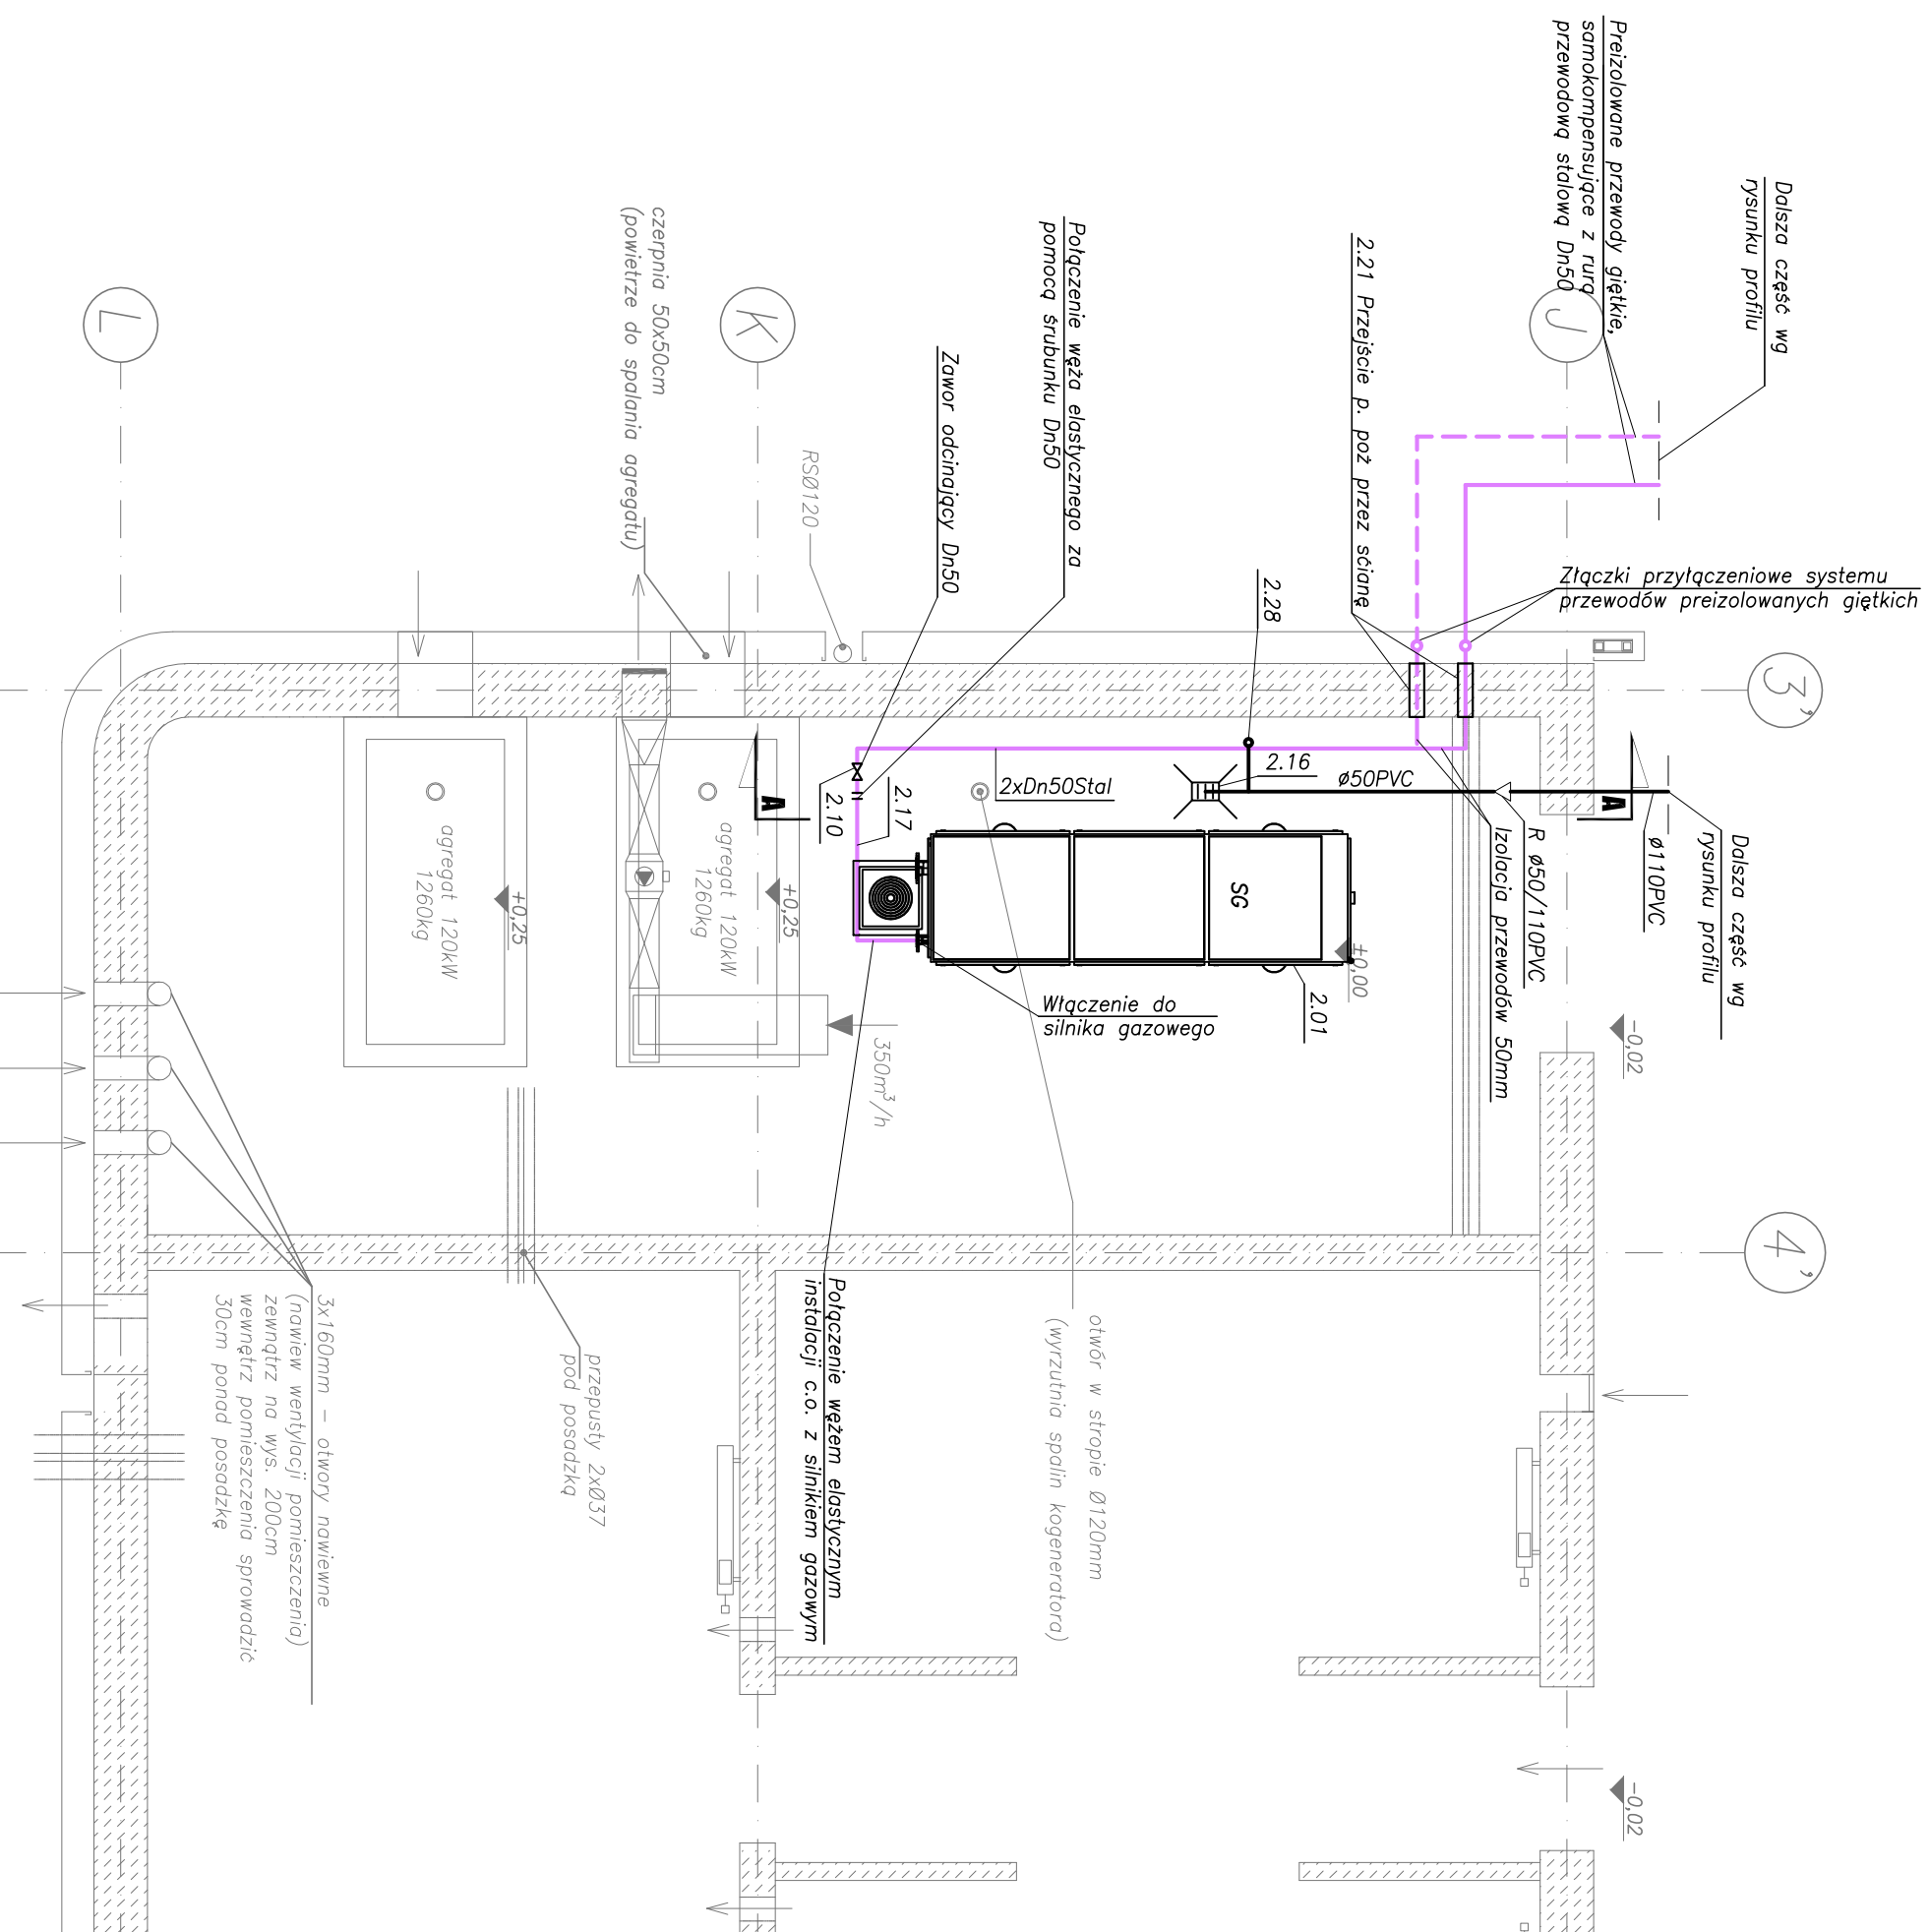 Preizolowane przewody giętkie,
samokompensujące z rurą
przewodową stalową Dn50
Dalsza część wg
rysunku profilu
J
K
L
czerpnia 50x50cm
(powietrze do spalania agregatu)
RSØ120
Zawor odcinający Dn50
Połączenie węża elastycznego za
pomocą śrubunku Dn50
2.21 Przejście p. poż przez ściąnę
2.28
Złączki przyłączeniowe systemu
przewodów preizolowanych giętkich
3'
2.16
ø50PVC
2xDn50Stal
2.17
2.10
A
A
R ø50/110PVC
Izolacja przewodów 50mm
ø110PVC
Dalsza część wg
rysunku profilu
SG
±0,00
2.01
-0,02
Włączenie do
silnika gazowego
agregat 120kW
1260kg
+0,25
agregat 120kW
1260kg
+0,25
350m³/h
4'
Połączenie wężem elastycznym
instalacji c.o. z silnikiem gazowym
otwór w stropie Ø120mm
(wyrzutnia spalin kogeneratora)
przepusty 2xØ37
pod posadzką
3x160mm – otwory nawiewne
(nawiew wentylacji pomieszczenia)
zewnątrz na wys. 200cm
wewnętrz pomieszczenia sprowadzić
30cm ponad posadzkę
-0,02